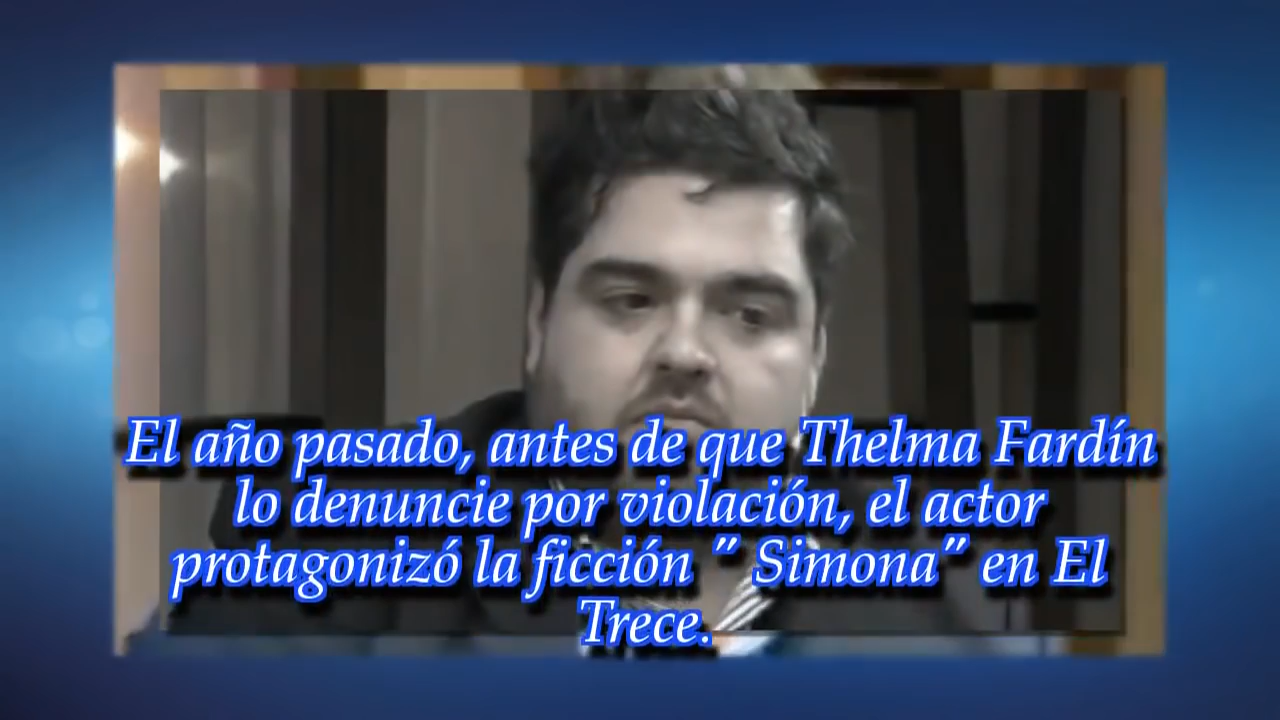 El año pasado, antes de que Thelma Fardín
lo denuncie por violación, el actor
protagonizó la ficción " Simona" en El
Trece.